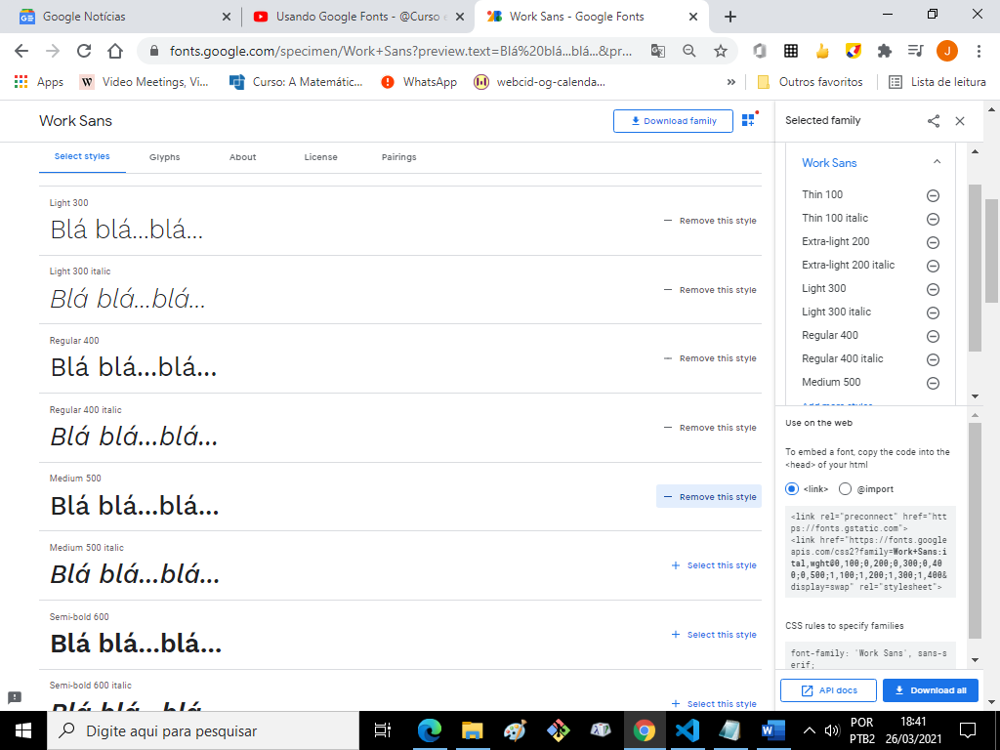 Google Notícias
Usando Google Fonts - @Curso e
Work Sans - Google Fonts
fonts.google.com/specimen/Work+Sans?preview.text=Blá%20blá...blá...&pr...
J
Apps
W Video Meetings, Vi...
Curso: A Matemátic...
WhatsApp
webcid-og-calenda...
»
Outros favoritos
Lista de leitura
Work Sans
Download family
Select styles
Glyphs
About
License
Pairings
Light 300
Blá blá...blá...
Remove this style
Light 300 italic
Blá blá...blá...
Remove this style
Regular 400
Blá blá...blá...
Remove this style
Regular 400 italic
Blá blá...blá...
Remove this style
Medium 500
Blá blá...blá...
Remove this style
Medium 500 italic
Blá blá...blá...
Select this style
Semi-bold 600
Blá blá...blá...
Select this style
Semi-bold 600 italic
Blá blá...blá...
Select this style
Selected family
Work Sans
Thin 100
Thin 100 italic
Extra-light 200
Extra-light 200 italic
Light 300
Light 300 italic
Regular 400
Regular 400 italic
Medium 500
Add more styles
Use on the web
To embed a font, copy the code into the
<head> of your html
<link>
@import
<link rel="preconnect" href="htt
ps://fonts.gstatic.com">
<link href="https://fonts.google
apis.com/css2?family=Work+Sans:i
tal,wght@0,100;0,200;0,300;0,40
0;0,500;1,100;1,200;1,300;1,400&
display=swap" rel="stylesheet">
CSS rules to specify families
font-family: 'Work Sans', sans-s
erif;
API docs
Download all
Digite aqui para pesquisar
POR
PTB2
18:41
26/03/2021